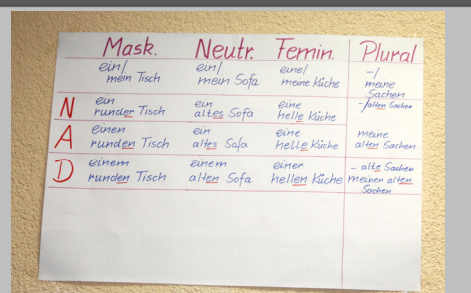 Mask. Neutr. Femin. Plural
ein/ ein/ eine/ -/
mein Tisch mein Sofa meine Küche meine
Sachen
N ein ein eine -/alten Sachen
runder Tisch altes Sofa helle Küche
A einen ein eine meine
runden Tisch altes Sofa helle Küche alten Sachen
D einem einem einer - alte Sachen
runden Tisch alten Sofa hellen Küche meinen alten
Sachen